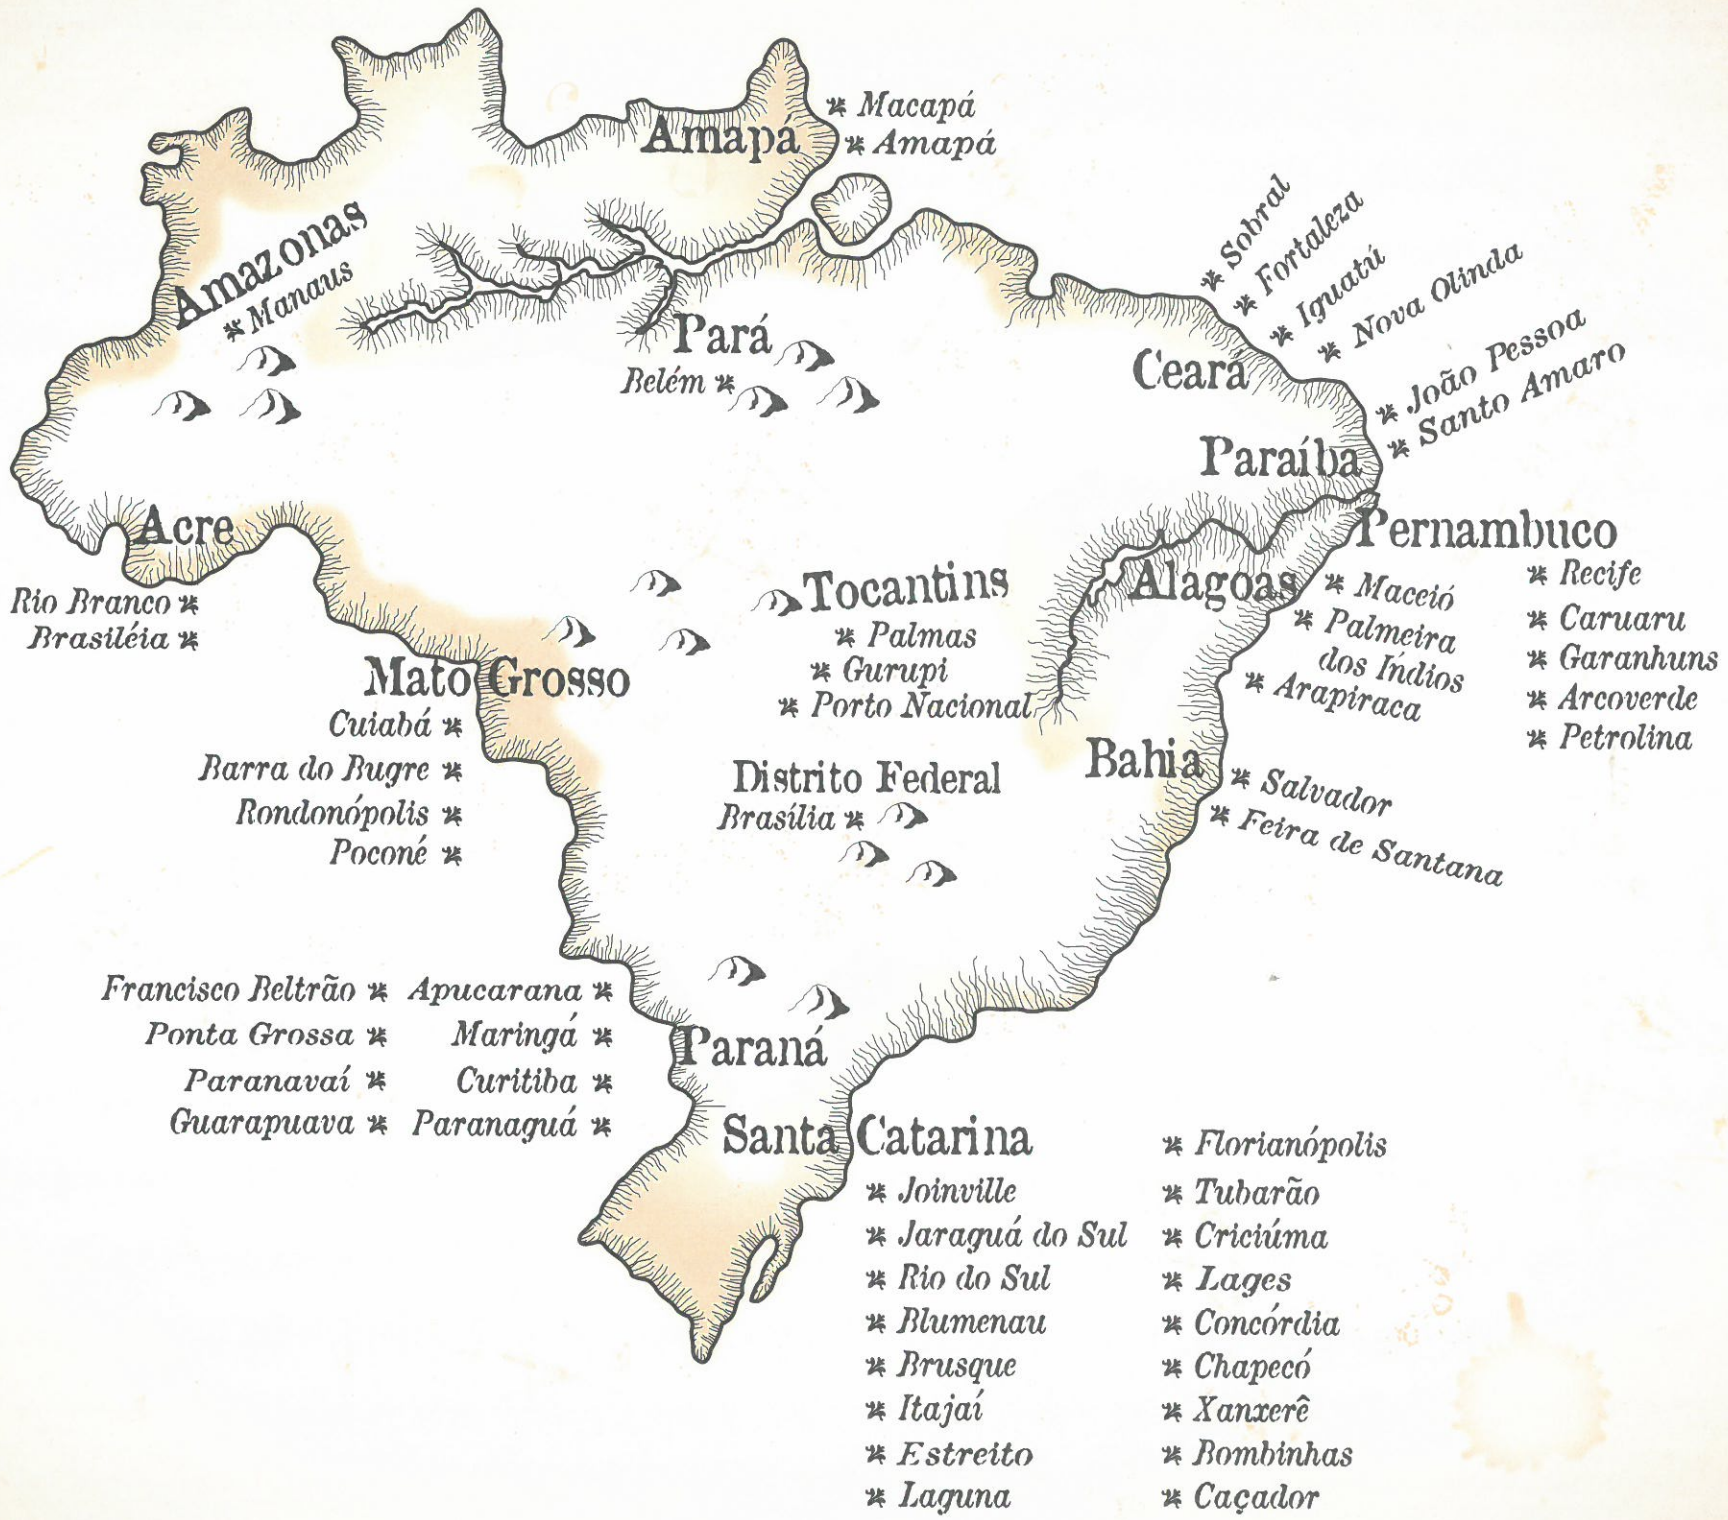 Amapá
Macapá
Amapá
Amazonas
Manaus
Pará
Belém
Ceará
Sobral
Fortaleza
Iguatú
Nova Olinda
Paraíba
João Pessoa
Santo Amaro
Pernambuco
Recife
Caruaru
Garanhuns
Arcoverde
Petrolina
Alagoas
Maceió
Palmeira
dos Índios
Arapiraca
Acre
Rio Branco
Brasiléia
Tocantins
Palmas
Gurupi
Porto Nacional
Mato Grosso
Cuiabá
Barra do Bugre
Rondonópolis
Poconé
Distrito Federal
Brasília
Bahia
Salvador
Feira de Santana
Paraná
Francisco Beltrão
Ponta Grossa
Paranavaí
Guarapuava
Apucarana
Maringá
Curitiba
Paranaguá
Santa Catarina
Joinville
Jaraguá do Sul
Rio do Sul
Blumenau
Brusque
Itajaí
Estreito
Laguna
Florianópolis
Tubarão
Criciúma
Lages
Concórdia
Chapecó
Xanxerê
Bombinhas
Caçador